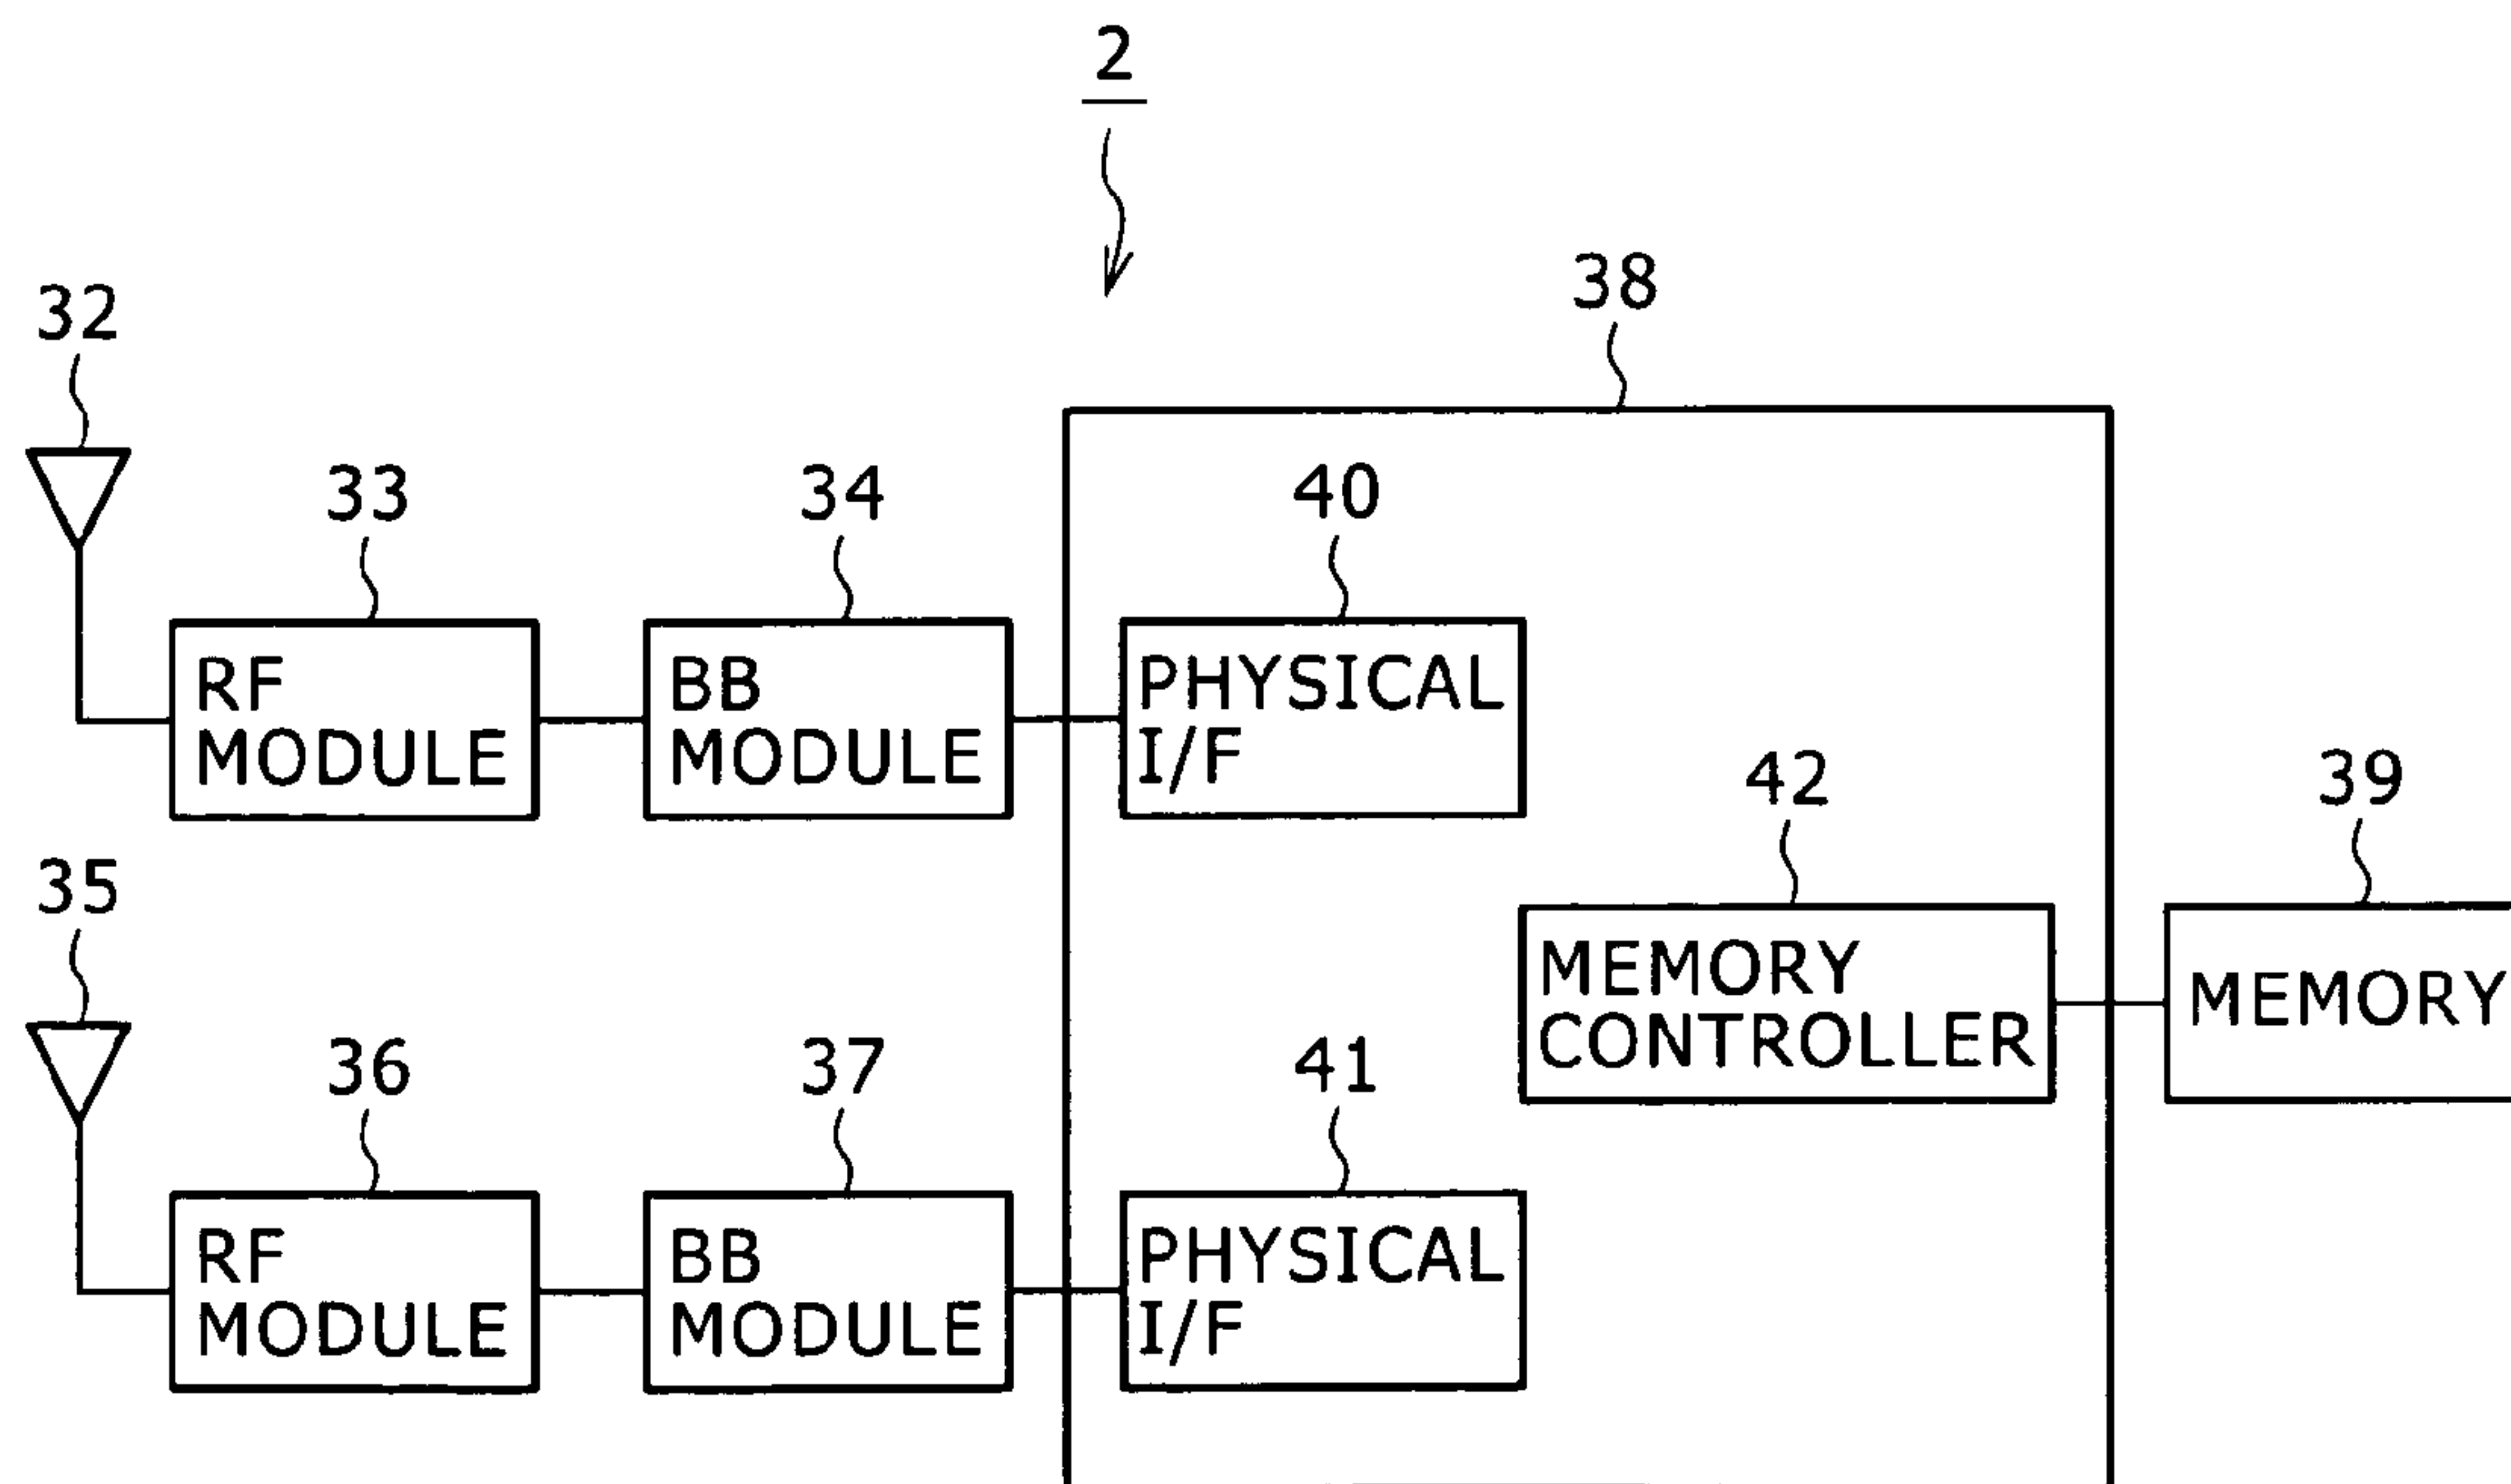 2
38
32
33
34
40
RF
MODULE
BB
MODULE
PHYSICAL
I/F
42
39
35
MEMORY
CONTROLLER
MEMORY
36
37
41
RF
MODULE
BB
MODULE
PHYSICAL
I/F